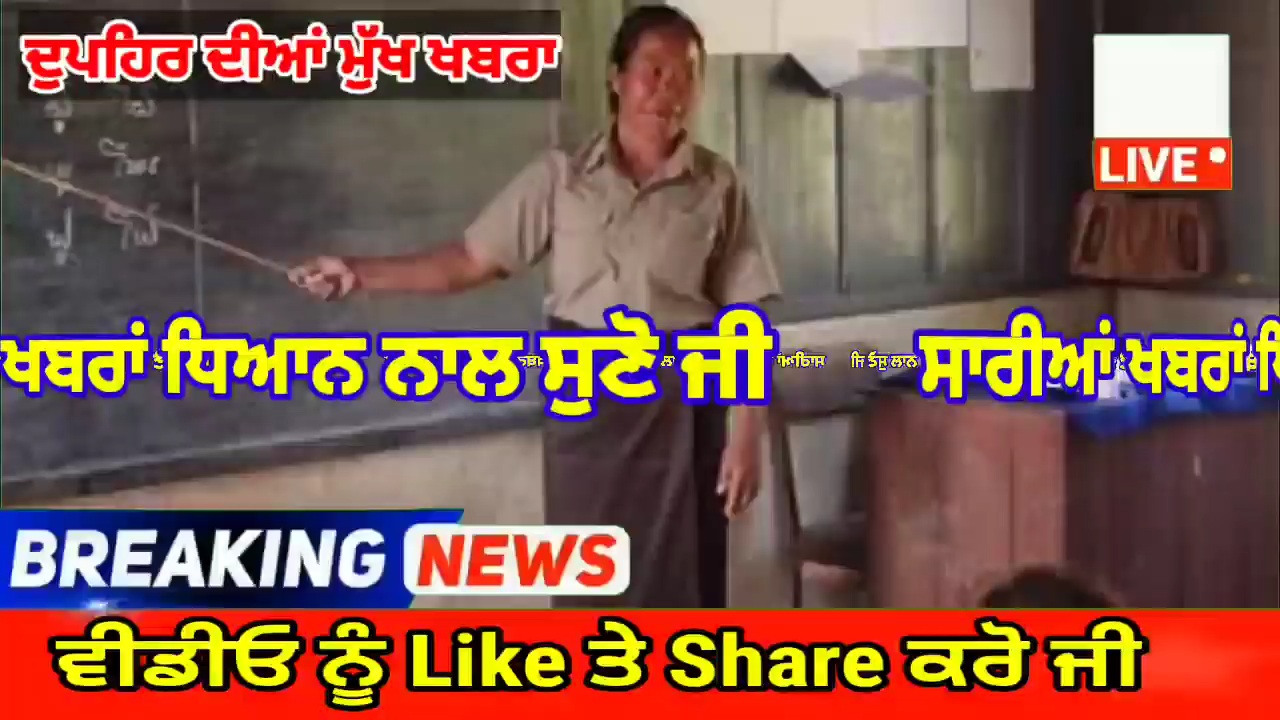 ਦੁਪਹਿਰ ਦੀਆਂ ਮੁੱਖ ਖਬਰਾ
LIVE
ਖਬਰਾਂ ਧਿਆਨ ਨਾਲ ਸੁਣੋ ਜੀ ਸਾਰੀਆਂ ਖਬਰਾਂ
BREAKING NEWS
ਵੀਡੀਓ ਨੂੰ Like ਤੇ Share ਕਰੋ ਜੀ